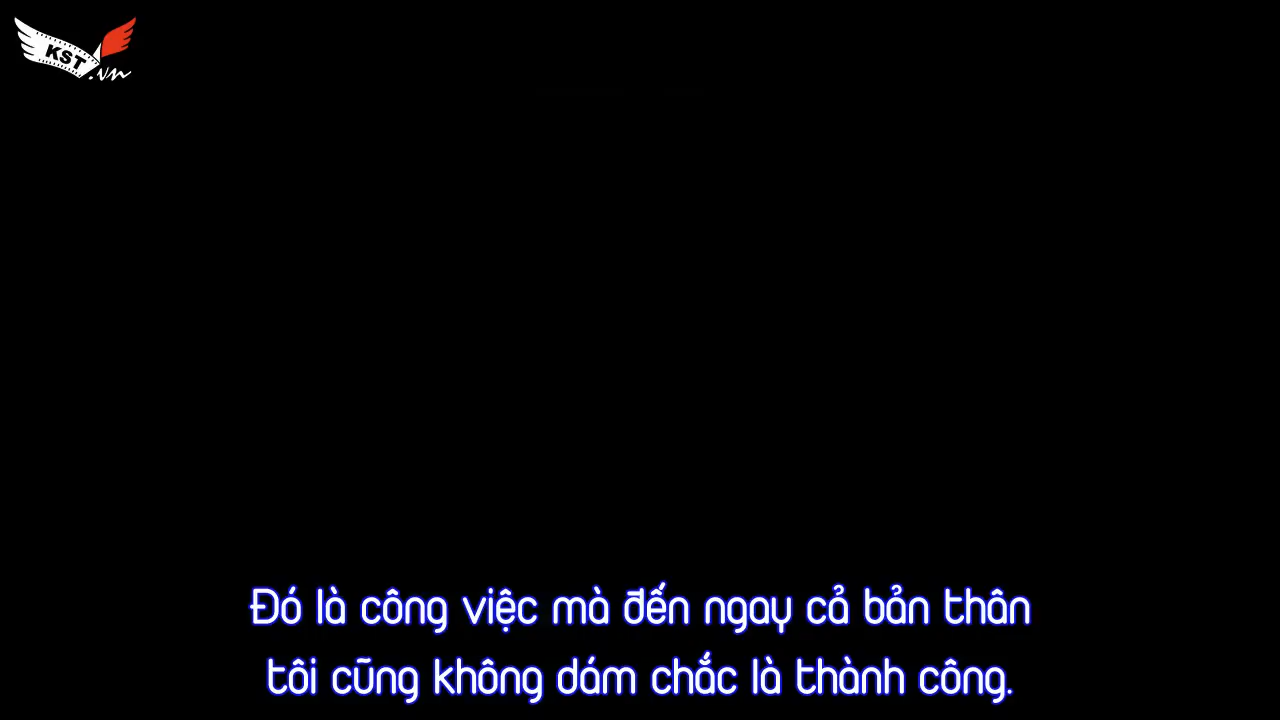 KST
.vn
Đó là công việc mà đến ngay cả bản thân
tôi cũng không dám chắc là thành công.